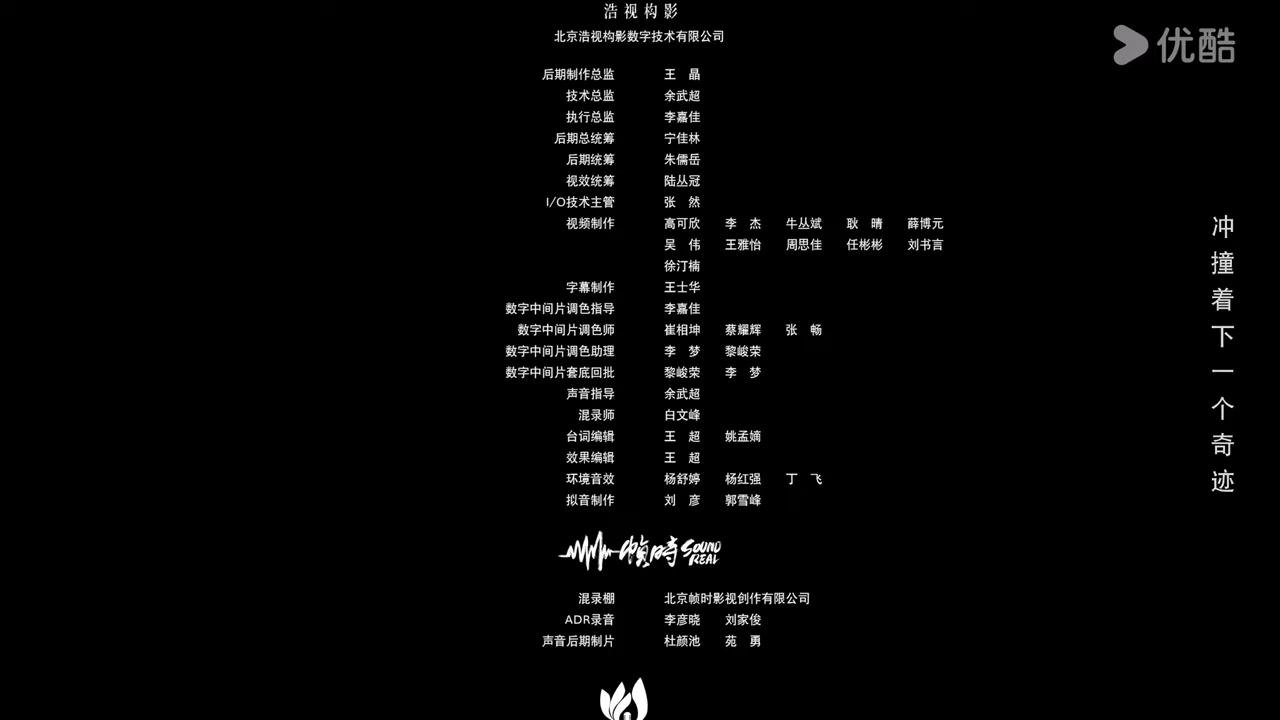 浩视构影
北京浩视构影数字技术有限公司
优酷
后期制作总监 王 晶
技术总监 余武超
执行总监 李嘉佳
后期总统筹 宁佳林
后期统筹 朱儒岳
视效统筹 陆丛冠
I/O技术主管 张 然
视频制作 高可欣 李 杰 牛丛斌 耿 晴 薛博元
吴 伟 王雅怡 周思佳 任彬彬 刘书言
徐汀楠
字幕制作 王士华
数字中间片调色指导 李嘉佳
数字中间片调色师 崔相坤 蔡耀辉 张 畅
数字中间片调色助理 李 梦 黎峻荣
数字中间片套底回批 黎峻荣 李 梦
声音指导 余武超
混录师 白文峰
台词编辑 王 超 姚孟嫡
效果编辑 王 超
环境音效 杨舒婷 杨红强 丁 飞
拟音制作 刘 彦 郭雪峰
帧時 SOUND REAL
混录棚 北京帧时影视创作有限公司
ADR录音 李彦晓 刘家俊
声音后期制片 杜颜池 苑 勇
冲撞着下一个奇迹